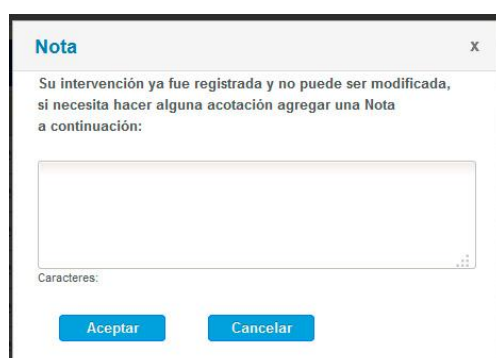 Nota
x
Su intervención ya fue registrada y no puede ser modificada,
si necesita hacer alguna acotación agregar una Nota
a continuación:
Caracteres:
Aceptar Cancelar